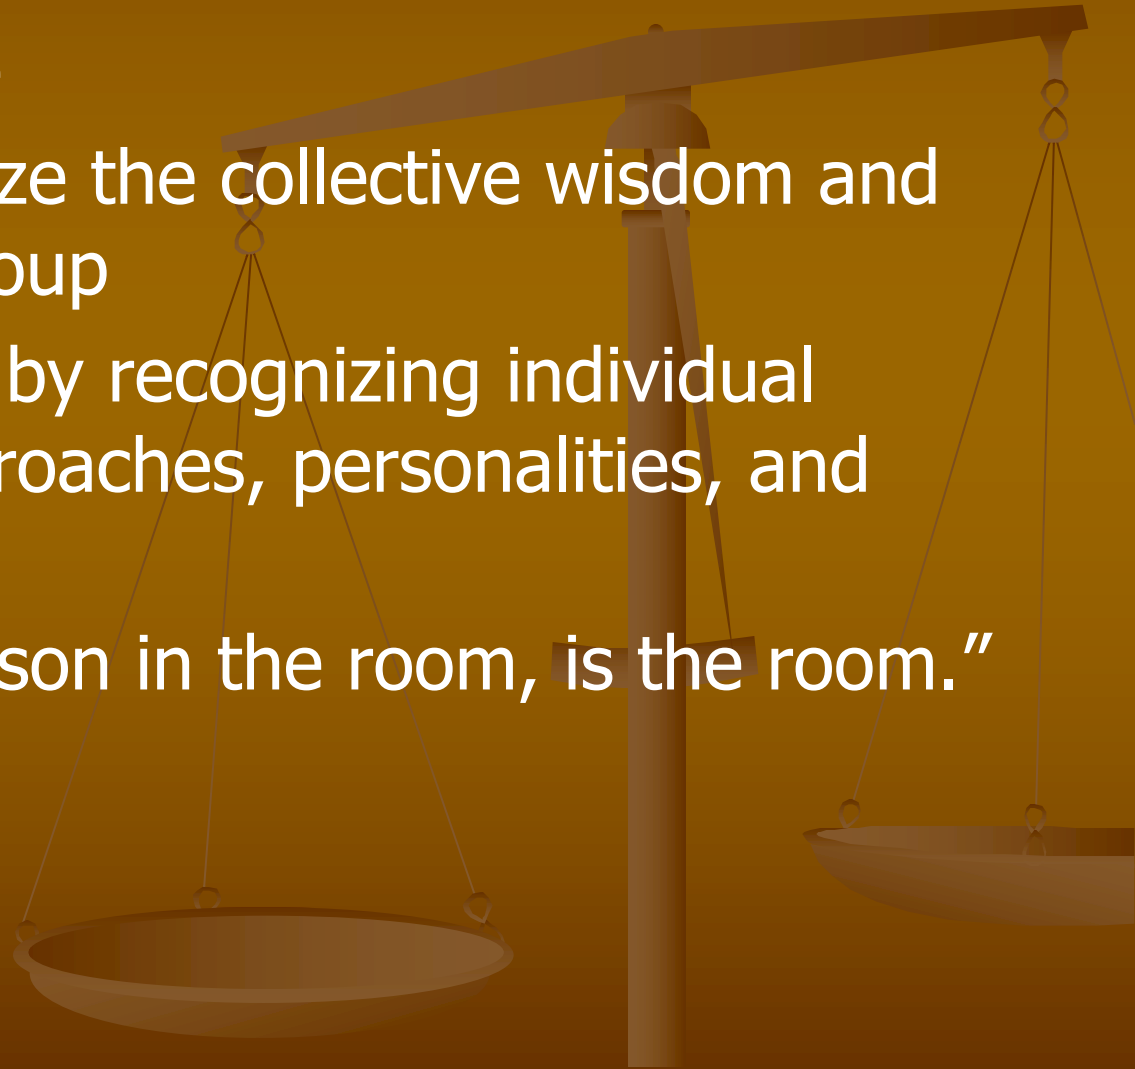 ze the collective wisdom and
oup
by recognizing individual
roaches, personalities, and
son in the room, is the room.”